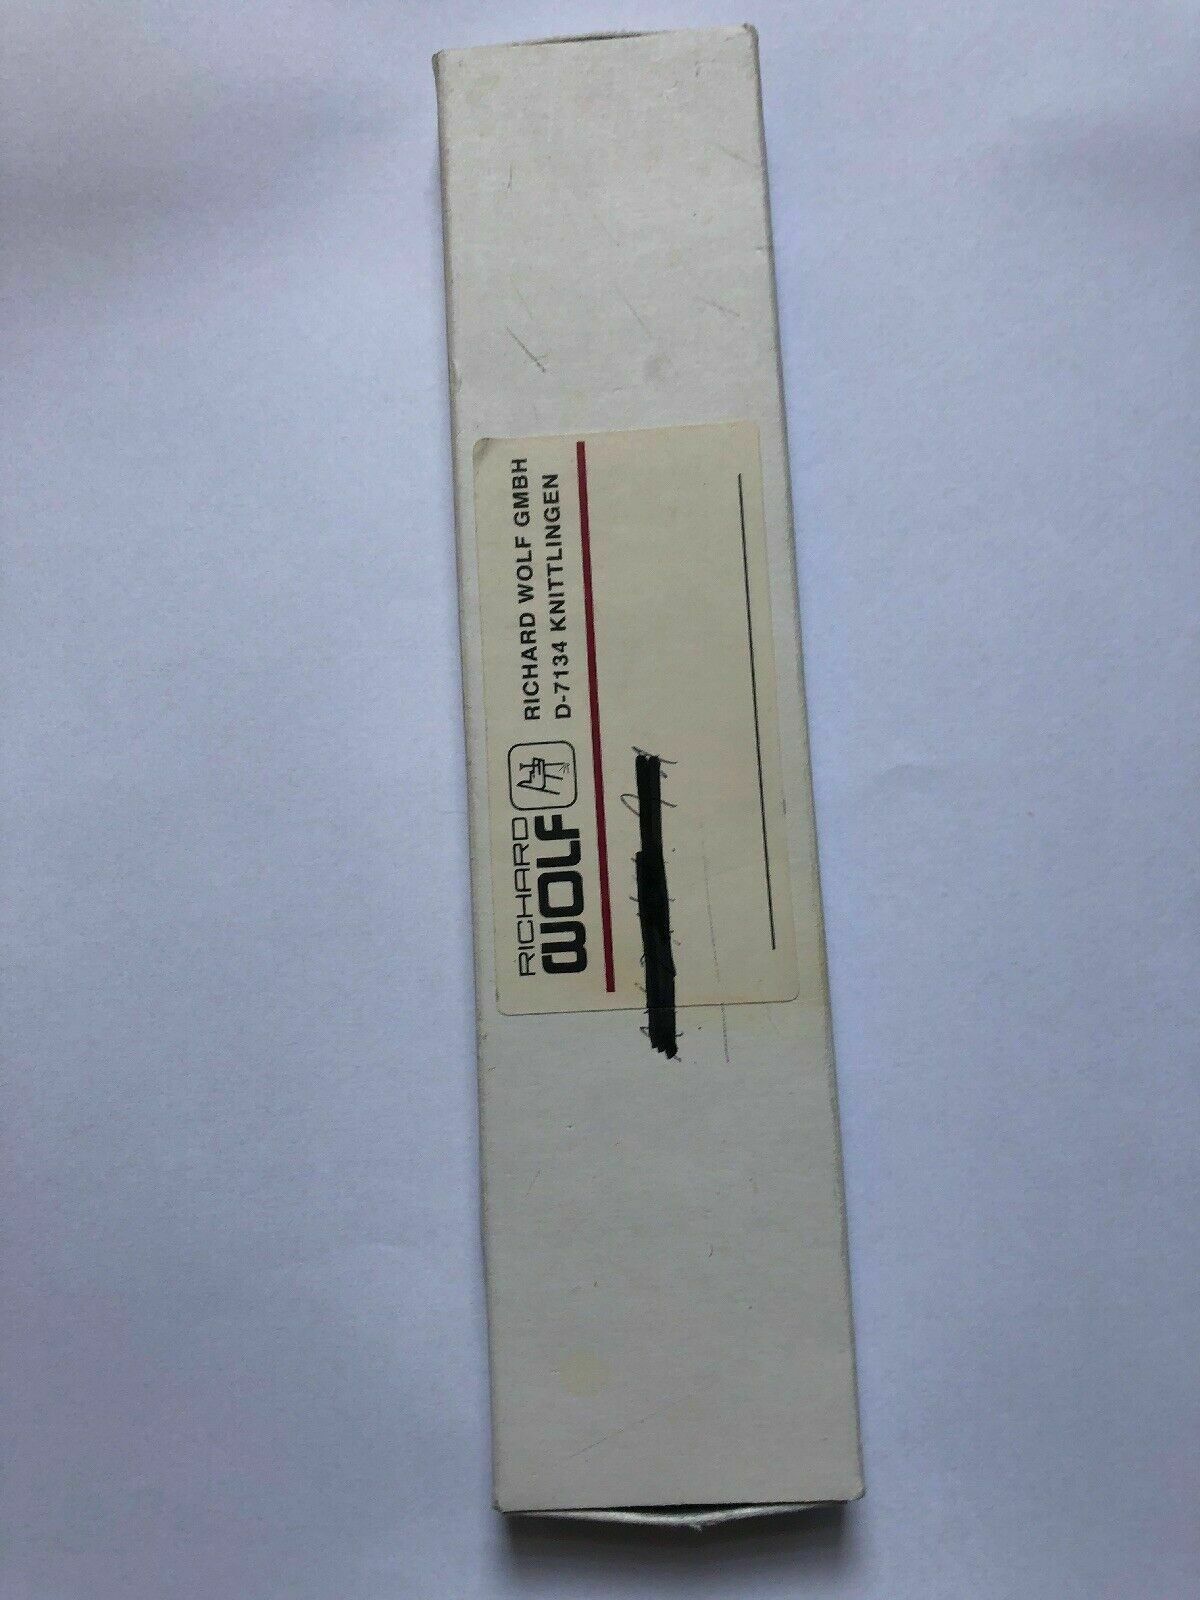 RICHARD
WOLF
RICHARD WOLF GMBH
D-7134 KNITTLINGEN